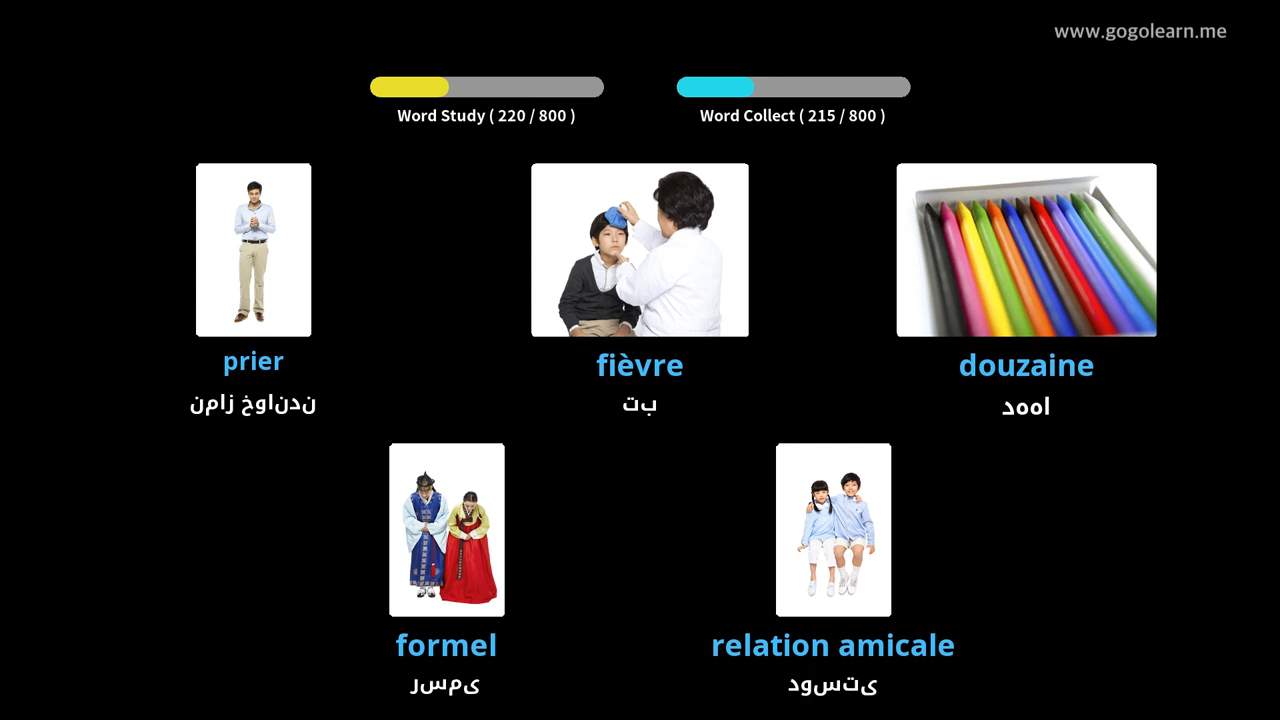 www.gogolearn.me
Word Study ( 220 / 800 )
Word Collect ( 215 / 800 )
prier
نماز خواندن
fièvre
تب
douzaine
دهها
formel
رسمی
relation amicale
دوستی